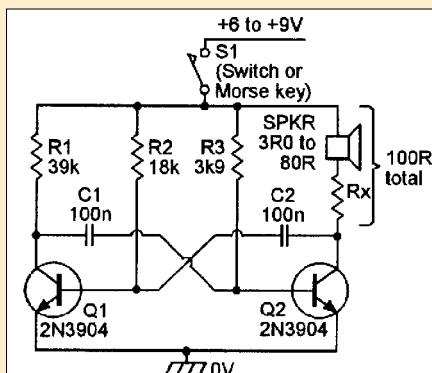 +6 to +9V
S1
(Switch or
Morse key)
SPKR
3R0 to
80R
100R
total
R1
39k
R2
18k
R3
3k9
Rx
C1
100n
C2
100n
Q1
2N3904
Q2
2N3904
0V